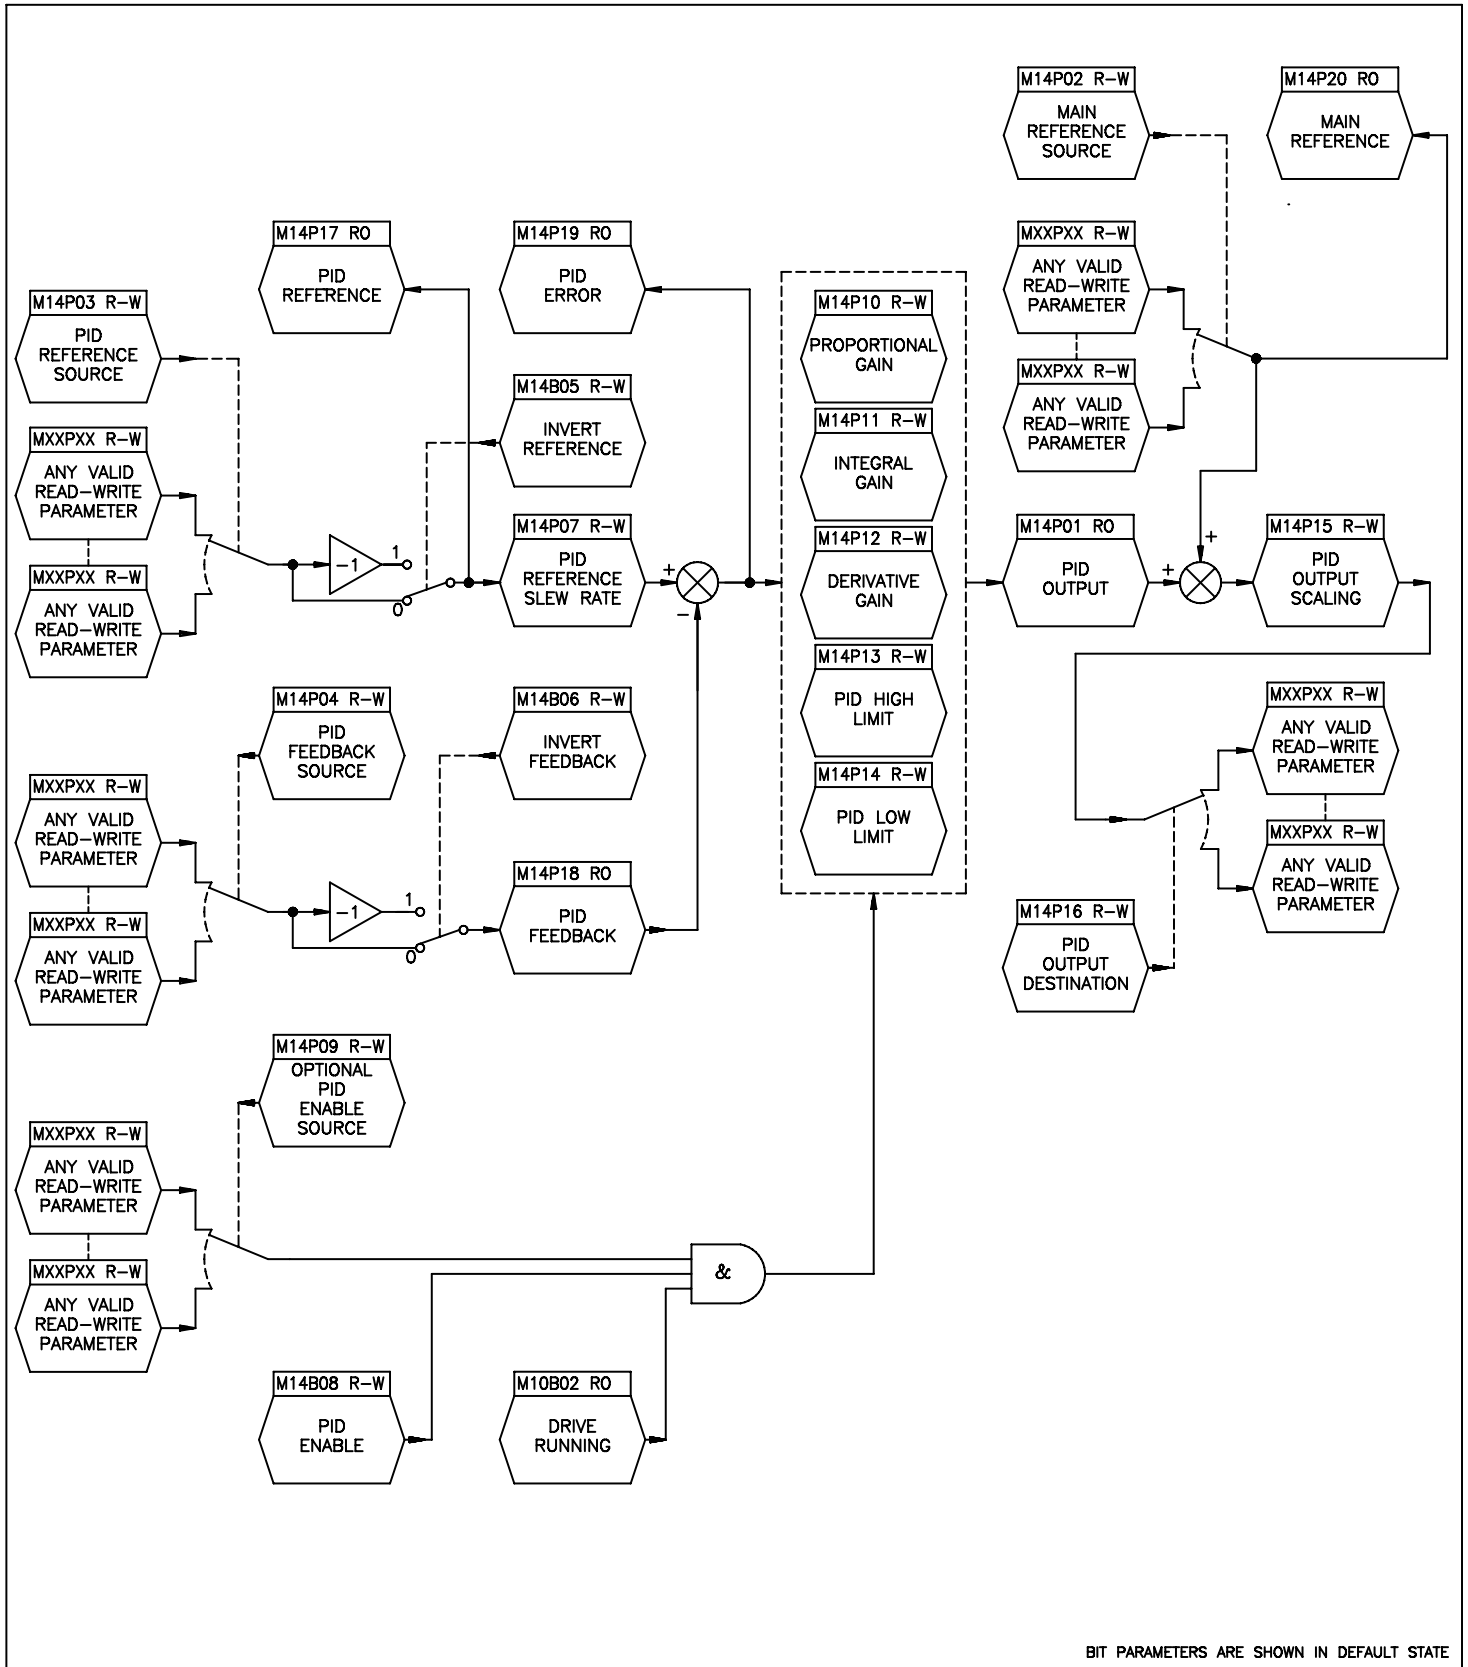 M14P02 R-W
MAIN
REFERENCE
SOURCE
M14P20 RO
MAIN
REFERENCE
M14P17 RO
PID
REFERENCE
M14P19 RO
PID
ERROR
MXXPXX R-W
ANY VALID
READ-WRITE
PARAMETER
M14P03 R-W
PID
REFERENCE
SOURCE
M14P10 R-W
PROPORTIONAL
GAIN
MXXPXX R-W
ANY VALID
READ-WRITE
PARAMETER
M14B05 R-W
INVERT
REFERENCE
M14P11 R-W
INTEGRAL
GAIN
MXXPXX R-W
ANY VALID
READ-WRITE
PARAMETER
M14P07 R-W
PID
REFERENCE
SLEW RATE
M14P12 R-W
DERIVATIVE
GAIN
M14P01 RO
PID
OUTPUT
M14P15 R-W
PID
OUTPUT
SCALING
+
+
+
-
-1
1
0
MXXPXX R-W
ANY VALID
READ-WRITE
PARAMETER
M14P13 R-W
PID HIGH
LIMIT
M14P04 R-W
PID
FEEDBACK
SOURCE
M14B06 R-W
INVERT
FEEDBACK
MXXPXX R-W
ANY VALID
READ-WRITE
PARAMETER
M14P14 R-W
PID LOW
LIMIT
MXXPXX R-W
ANY VALID
READ-WRITE
PARAMETER
MXXPXX R-W
ANY VALID
READ-WRITE
PARAMETER
-1
1
0
M14P18 RO
PID
FEEDBACK
MXXPXX R-W
ANY VALID
READ-WRITE
PARAMETER
M14P16 R-W
PID
OUTPUT
DESTINATION
M14P09 R-W
OPTIONAL
PID
ENABLE
SOURCE
MXXPXX R-W
ANY VALID
READ-WRITE
PARAMETER
MXXPXX R-W
ANY VALID
READ-WRITE
PARAMETER
&
M14B08 R-W
PID
ENABLE
M10B02 RO
DRIVE
RUNNING
BIT PARAMETERS ARE SHOWN IN DEFAULT STATE